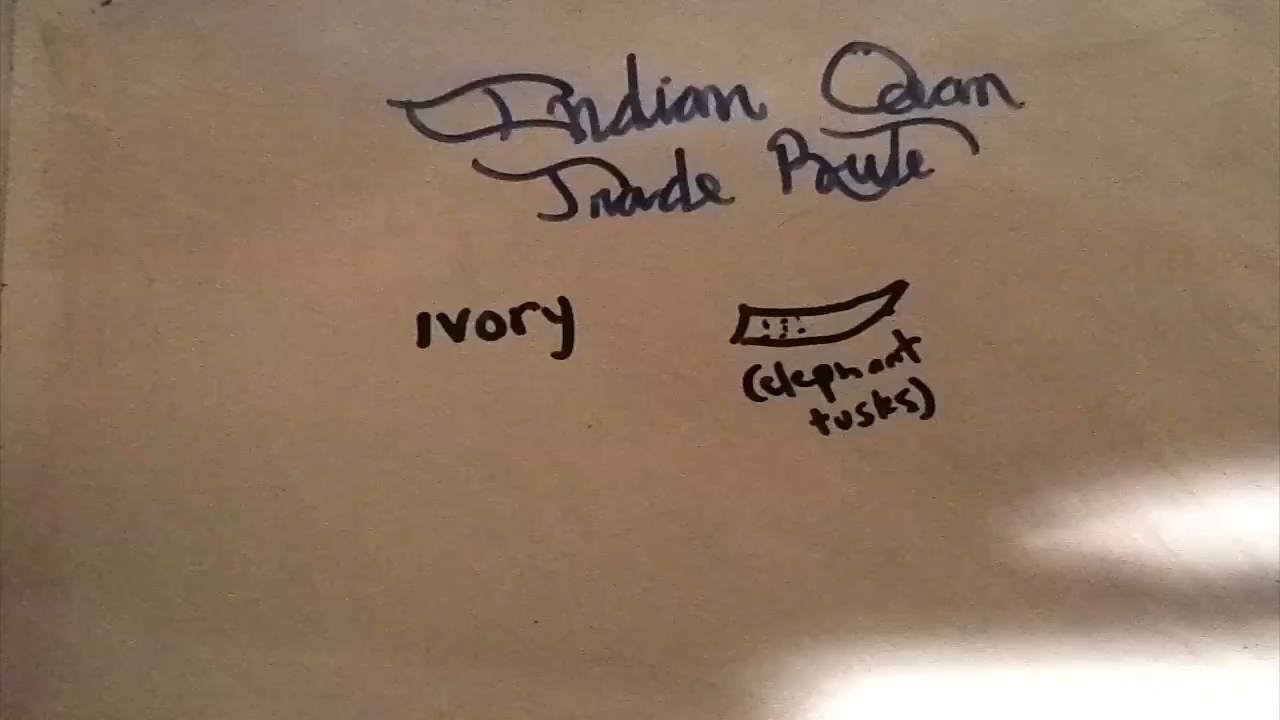 Indian Ocean
Trade Route
Ivory
(elephant
tusks)